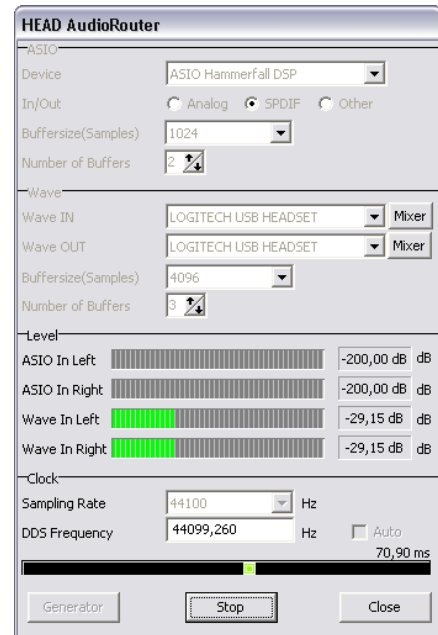 HEAD AudioRouter
ASIO
Device ASIO Hammerfall DSP
In/Out Analog SPDIF Other
Buffersize(Samples) 1024
Number of Buffers 2
Wave
Wave IN LOGITECH USB HEADSET Mixer
Wave OUT LOGITECH USB HEADSET Mixer
Buffersize(Samples) 4096
Number of Buffers 3
Level
ASIO In Left -200,00 dB dB
ASIO In Right -200,00 dB dB
Wave In Left -29,15 dB dB
Wave In Right -29,15 dB dB
Clock
Sampling Rate 44100 Hz
DDS Frequency 44099,260 Hz Auto
70,90 ms
Generator Stop Close